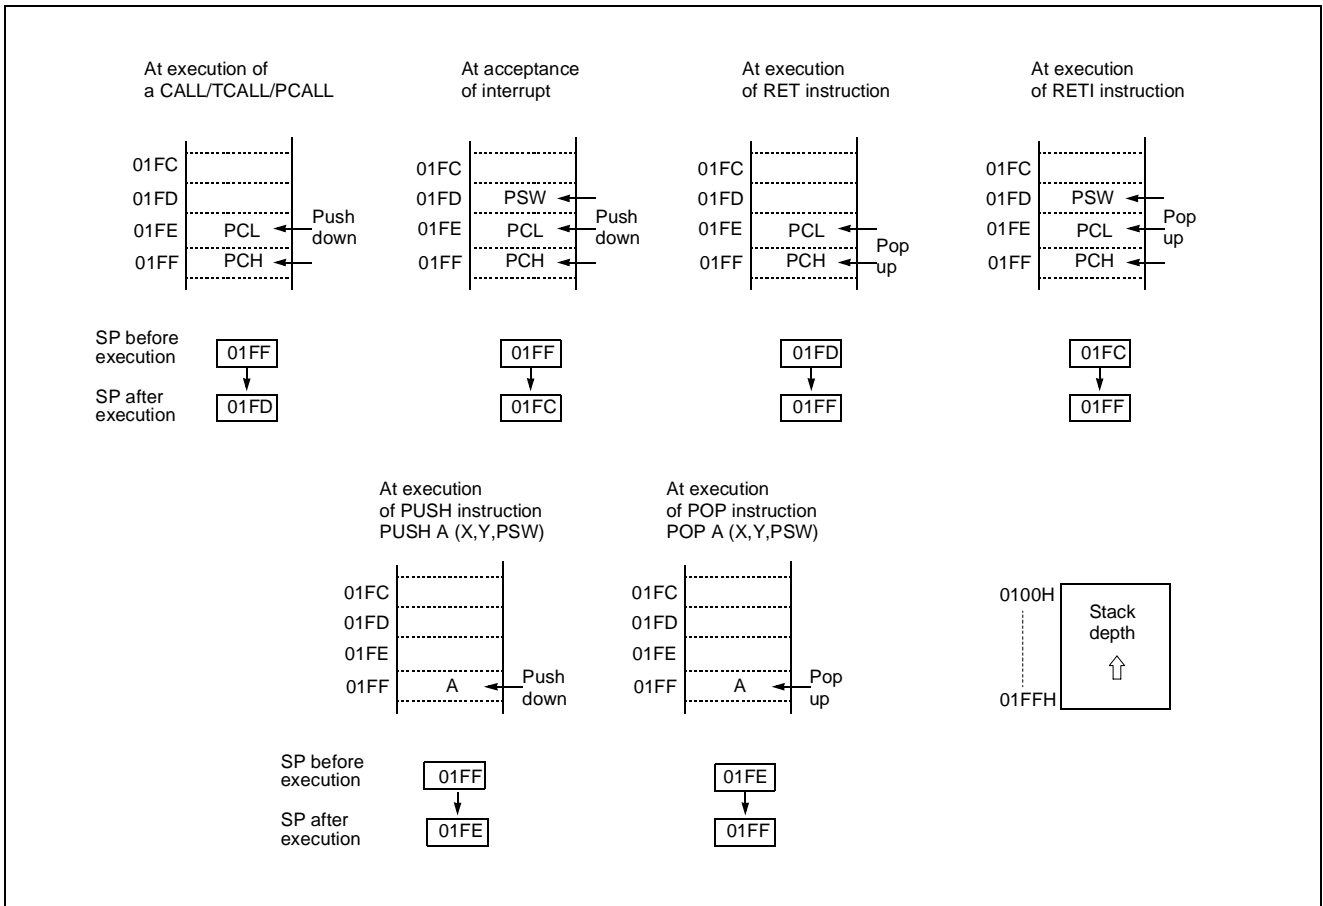 At execution of
a CALL/TCALL/PCALL
01FC
01FD
01FE PCL
01FF PCH
Push
down
SP before
execution
01FF
SP after
execution
01FD
At acceptance
of interrupt
01FC
01FD PSW
01FE PCL
01FF PCH
Push
down
01FF
01FC
At execution
of RET instruction
01FC
01FD
01FE PCL
01FF PCH
Pop
up
01FD
01FF
At execution
of RETI instruction
01FC
01FD PSW
01FE PCL
01FF PCH
Pop
up
01FC
01FF
At execution
of PUSH instruction
PUSH A (X,Y,PSW)
01FC
01FD
01FE
01FF A
Push
down
SP before
execution
01FF
SP after
execution
01FE
At execution
of POP instruction
POP A (X,Y,PSW)
01FC
01FD
01FE
01FF A
Pop
up
01FE
01FF
0100H
Stack
depth
01FFH